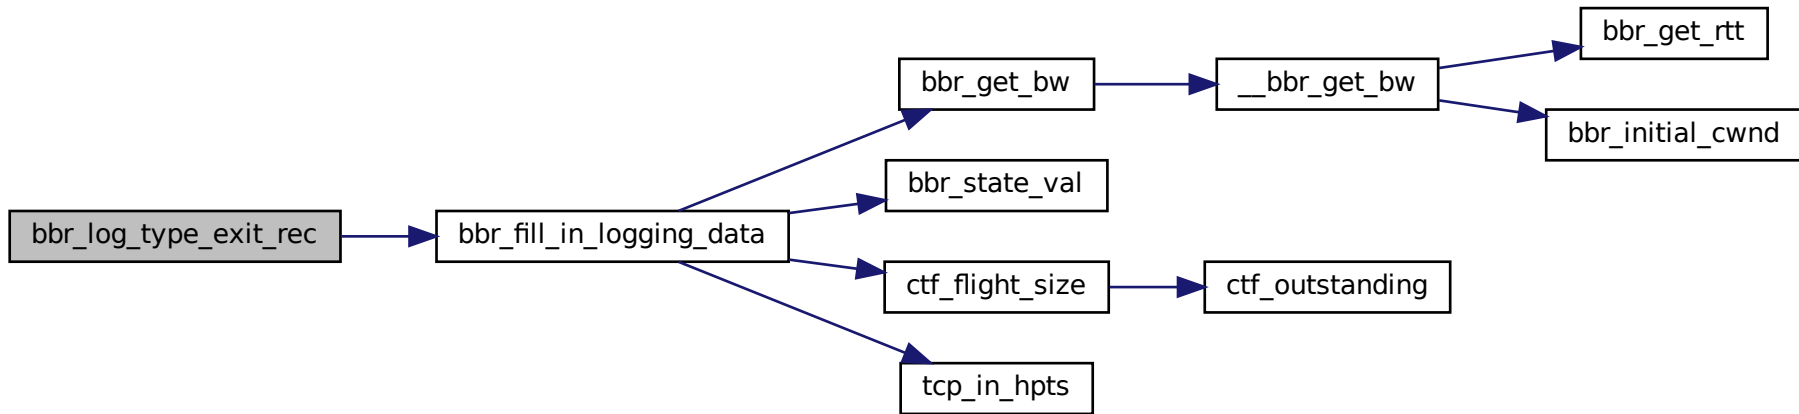 bbr_log_type_exit_rec
bbr_fill_in_logging_data
bbr_get_bw
__bbr_get_bw
bbr_get_rtt
bbr_initial_cwnd
bbr_state_val
ctf_flight_size
ctf_outstanding
tcp_in_hpts